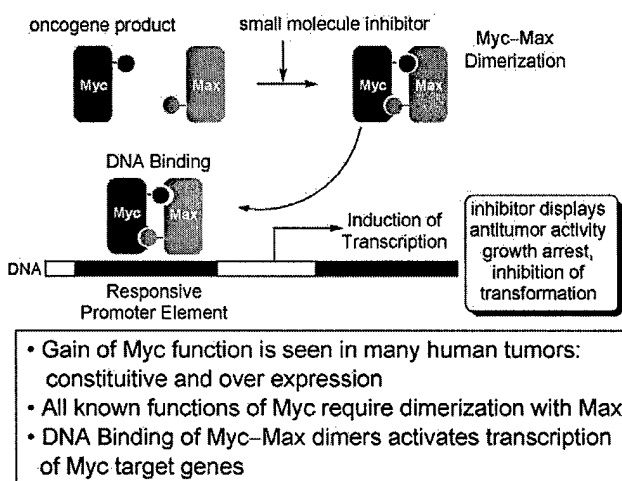 oncogene product
small molecule inhibitor
Myc–Max
Dimerization
Myc
Max
Myc
Max
DNA Binding
Myc
Max
Induction of
Transcription
DNA
Responsive
Promoter Element
inhibitor displays
antitumor activity
growth arrest,
inhibition of
transformation
• Gain of Myc function is seen in many human tumors:
constituitive and over expression
• All known functions of Myc require dimerization with Max
• DNA Binding of Myc–Max dimers activates transcription
of Myc target genes